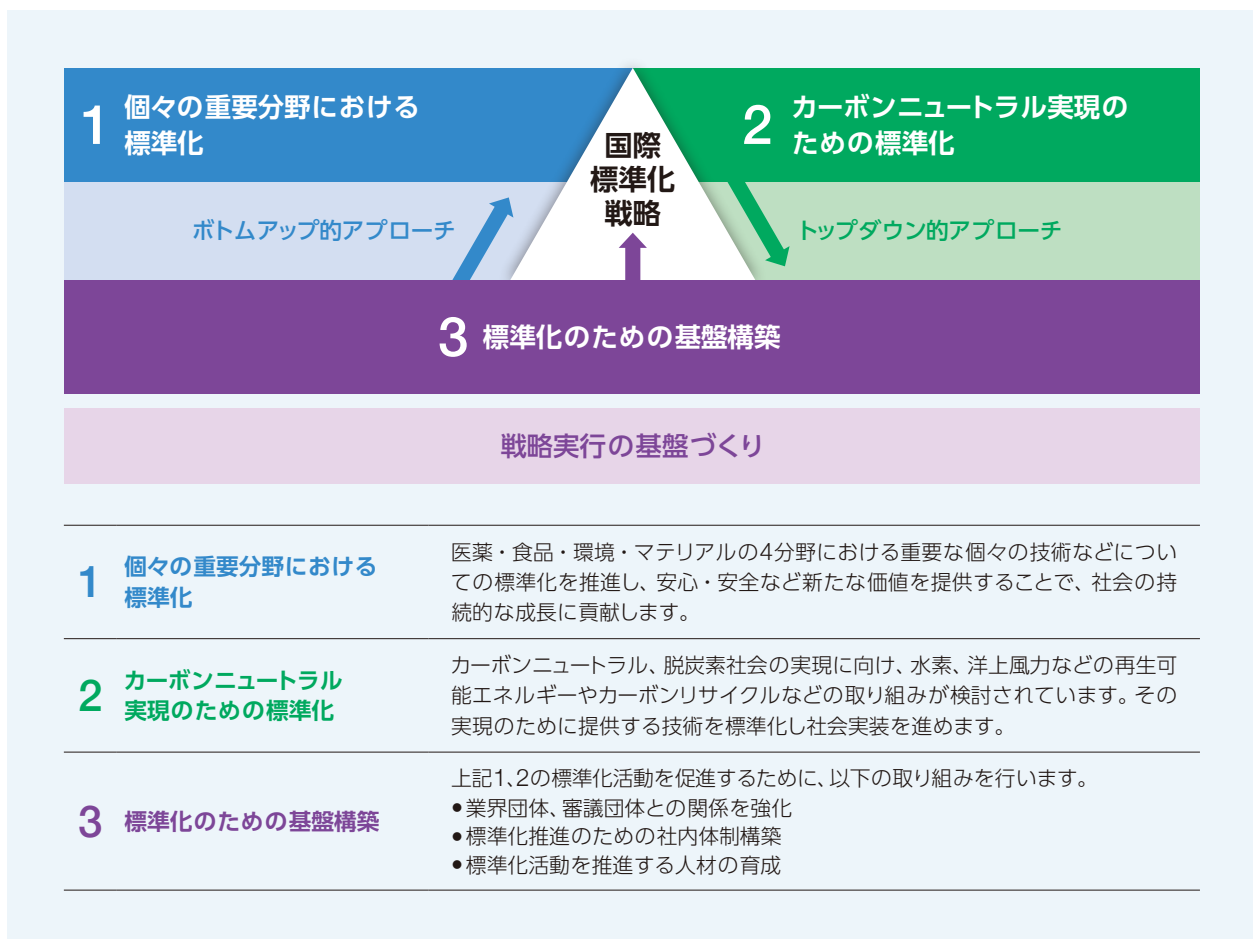 1 個々の重要分野における
標準化
国際
標準化
戦略
2 カーボンニュートラル実現の
ための標準化
ボトムアップ的アプローチ
トップダウン的アプローチ
3 標準化のための基盤構築
戦略実行の基盤づくり
1 個々の重要分野における
標準化
医薬・食品・環境・マテリアルの4分野における重要な個々の技術などについ
ての標準化を推進し、安心・安全など新たな価値を提供することで、社会の持
続的な成長に貢献します。
2 カーボンニュートラル
実現のための標準化
カーボンニュートラル、脱炭素社会の実現に向け、水素、洋上風力などの再生可
能エネルギーやカーボンリサイクルなどの取り組みが検討されています。その
実現のために提供する技術を標準化し社会実装を進めます。
3 標準化のための基盤構築
上記1、2の標準化活動を促進するために、以下の取り組みを行います。
●業界団体、審議団体との関係を強化
●標準化推進のための社内体制構築
●標準化活動を推進する人材の育成